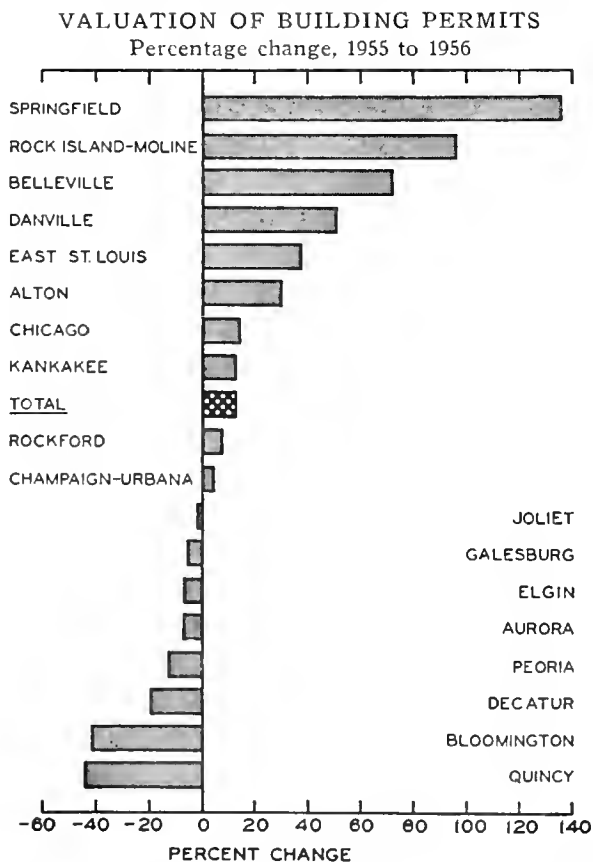 VALUATION OF BUILDING PERMITS
Percentage change, 1955 to 1956
SPRINGFIELD
ROCK ISLAND-MOLINE
BELLEVILLE
DANVILLE
EAST ST. LOUIS
ALTON
CHICAGO
KANKAKEE
TOTAL
ROCKFORD
CHAMPAIGN-URBANA
JOLIET
GALESBURG
ELGIN
AURORA
PEORIA
DECATUR
BLOOMINGTON
QUINCY
-60 -40 -20 0 20 40 60 80 100 120 140
PERCENT CHANGE